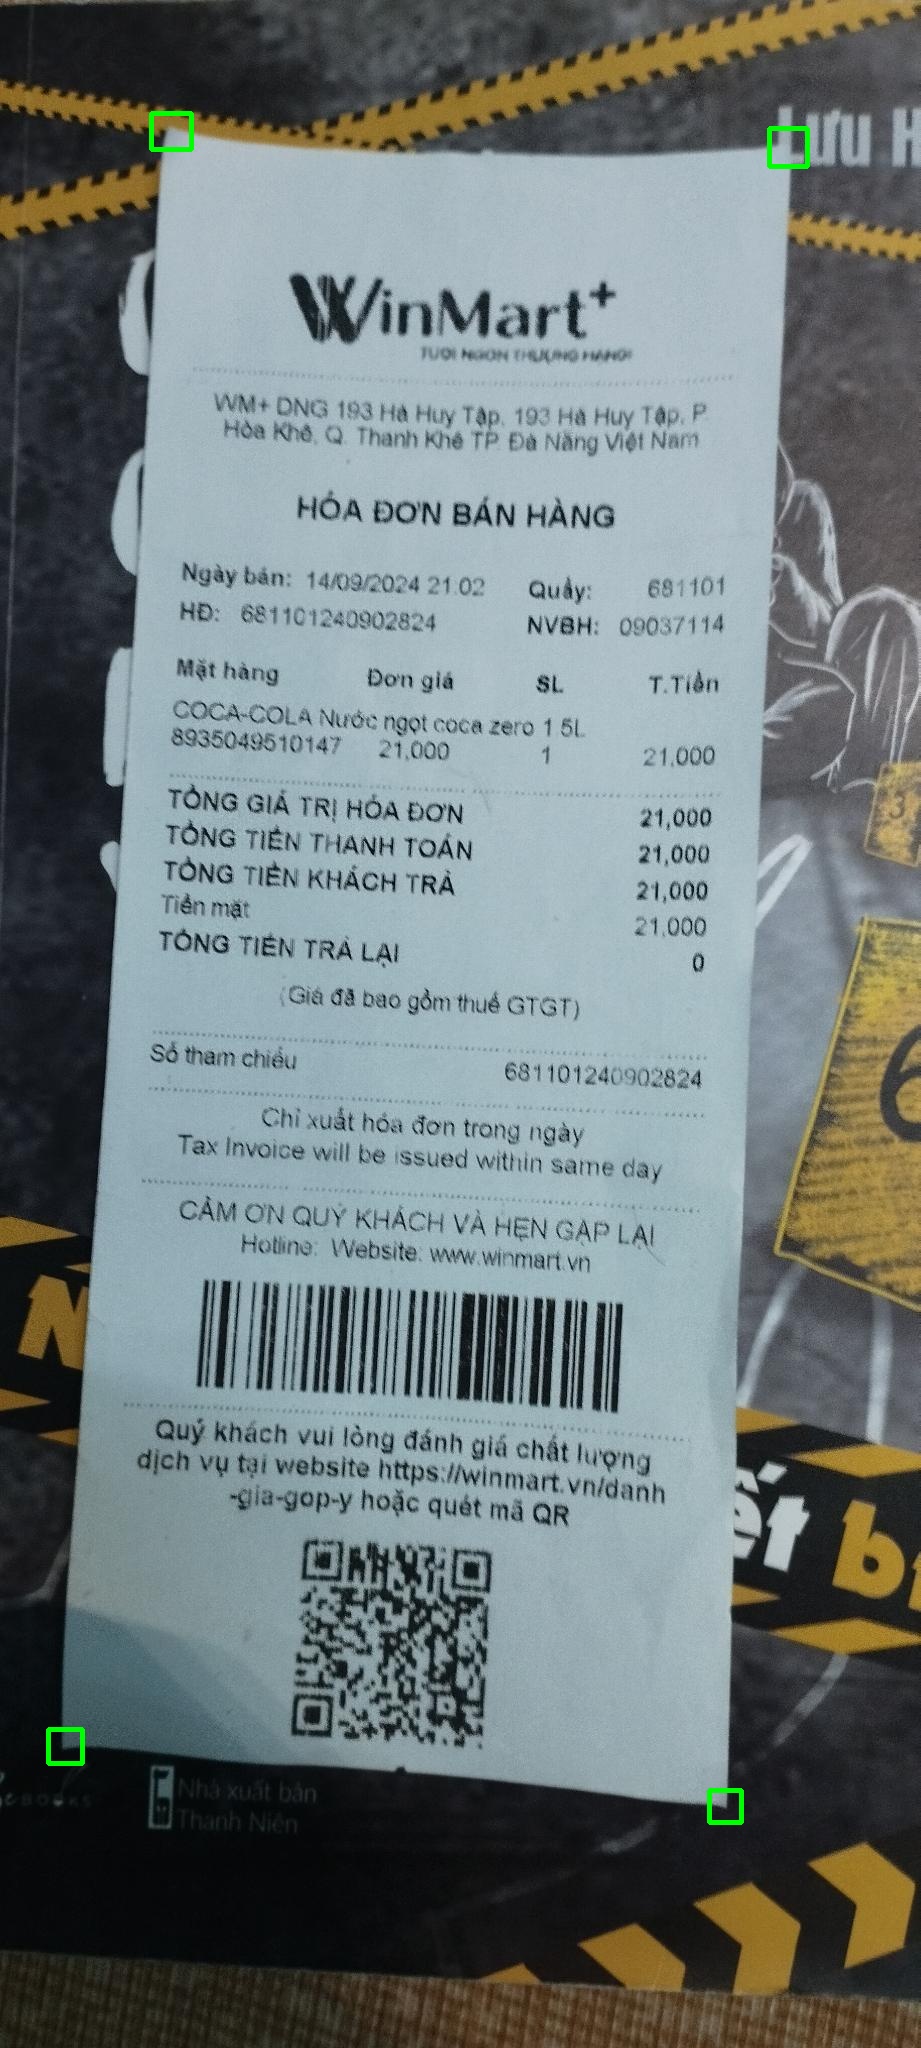 LƯU H
WinMart+
TƯƠI NGON THƯỢNG HẠNG!
WM+ DNG 193 Hà Huy Tập, 193 Hà Huy Tập, P.
Hòa Khê, Q. Thanh Khê TP. Đà Nẵng Việt Nam
HÓA ĐƠN BÁN HÀNG
Ngày bán: 14/09/2024 21:02 Quầy: 681101
HĐ: 681101240902824 NVBH: 09037114
Mặt hàng Đơn giá SL T.Tiền
COCA-COLA Nước ngọt coca zero 1.5L
8935049510147 21,000 1 21,000
TỔNG GIÁ TRỊ HÓA ĐƠN 21,000
TỔNG TIỀN THANH TOÁN 21,000
TỔNG TIỀN KHÁCH TRẢ 21,000
Tiền mặt 21,000
TỔNG TIỀN TRẢ LẠI 0
(Giá đã bao gồm thuế GTGT)
Số tham chiếu 681101240902824
Chỉ xuất hóa đơn trong ngày
Tax Invoice will be issued within same day
CẢM ƠN QUÝ KHÁCH VÀ HẸN GẶP LẠI
Hotline: Website: www.winmart.vn
Quý khách vui lòng đánh giá chất lượng
dịch vụ tại website https://winmart.vn/danh
-gia-gop-y hoặc quét mã QR
3
6
N
ết b
Nhà xuất bản
Thanh Niên